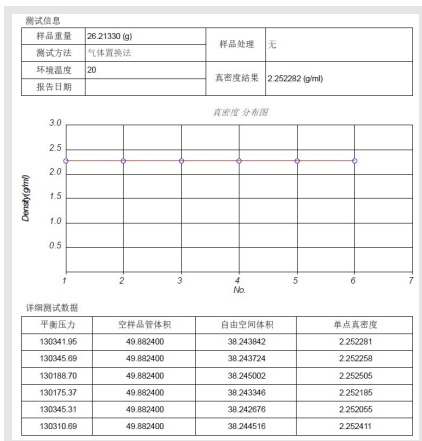 测试信息
样品重量 26.21330 (g) 样品处理 无
测试方法 气体置换法
环境温度 20 真密度结果 2.252282 (g/ml)
报告日期
真密度 分布图
3.0
2.5
2.0
1.5
1.0
0.5
Density(g/ml)
1 2 3 4 5 6 7
No.
详细测试数据
平衡压力 空样品管体积 自由空间体积 单点真密度
130341.95 49.882400 38.243842 2.252281
130345.69 49.882400 38.243724 2.252258
130188.70 49.882400 38.245002 2.252505
130175.37 49.882400 38.243346 2.252185
130345.31 49.882400 38.242676 2.252055
130310.69 49.882400 38.244516 2.252411